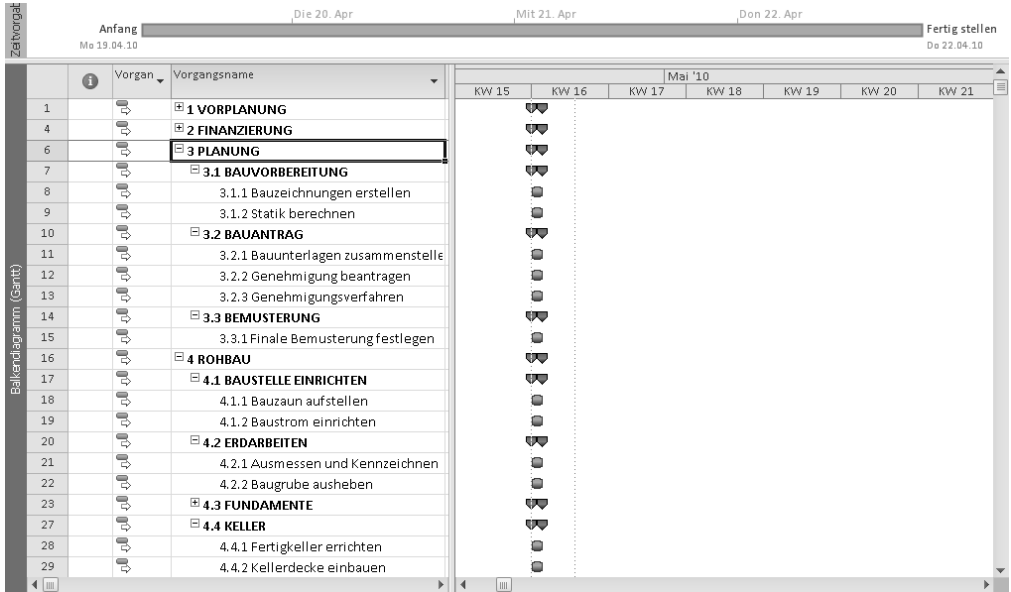 Zeitvorgab
Die 20. Apr Mit 21. Apr Don 22. Apr
Anfang Fertig stellen
Mo 19.04.10 Do 22.04.10
Balkendiagramm (Gantt)
Vorgan Vorgangsname
Mai '10
KW 15 KW 16 KW 17 KW 18 KW 19 KW 20 KW 21
1 1 VORPLANUNG
4 2 FINANZIERUNG
6 3 PLANUNG
7 3.1 BAUVORBEREITUNG
8 3.1.1 Bauzeichnungen erstellen
9 3.1.2 Statik berechnen
10 3.2 BAUANTRAG
11 3.2.1 Bauunterlagen zusammenstelle
12 3.2.2 Genehmigung beantragen
13 3.2.3 Genehmigungsverfahren
14 3.3 BEMUSTERUNG
15 3.3.1 Finale Bemusterung festlegen
16 4 ROHBAU
17 4.1 BAUSTELLE EINRICHTEN
18 4.1.1 Bauzaun aufstellen
19 4.1.2 Baustrom einrichten
20 4.2 ERDARBEITEN
21 4.2.1 Ausmessen und Kennzeichnen
22 4.2.2 Baugrube ausheben
23 4.3 FUNDAMENTE
27 4.4 KELLER
28 4.4.1 Fertigkeller errichten
29 4.4.2 Kellerdecke einbauen